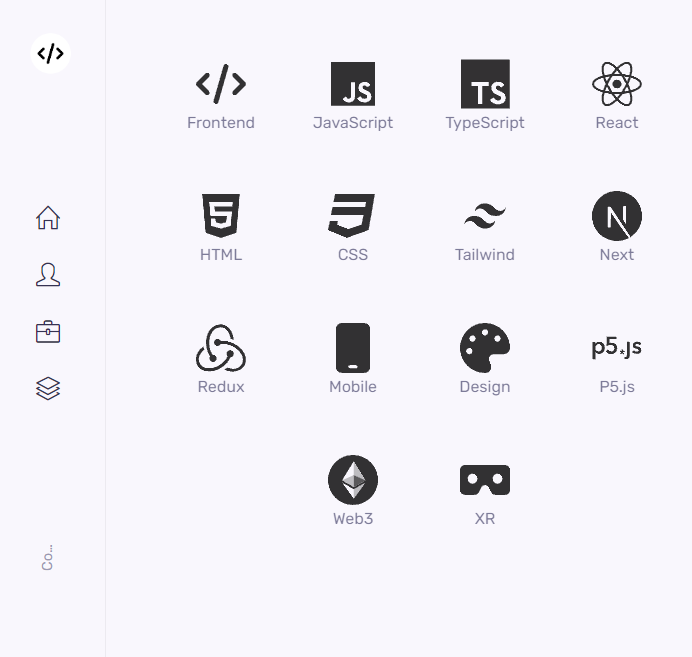 Frontend
JS
JavaScript
TS
TypeScript
React
5
HTML
CSS
Tailwind
N
Next
Redux
Mobile
Design
p5*js
P5.js
Web3
XR
Co...